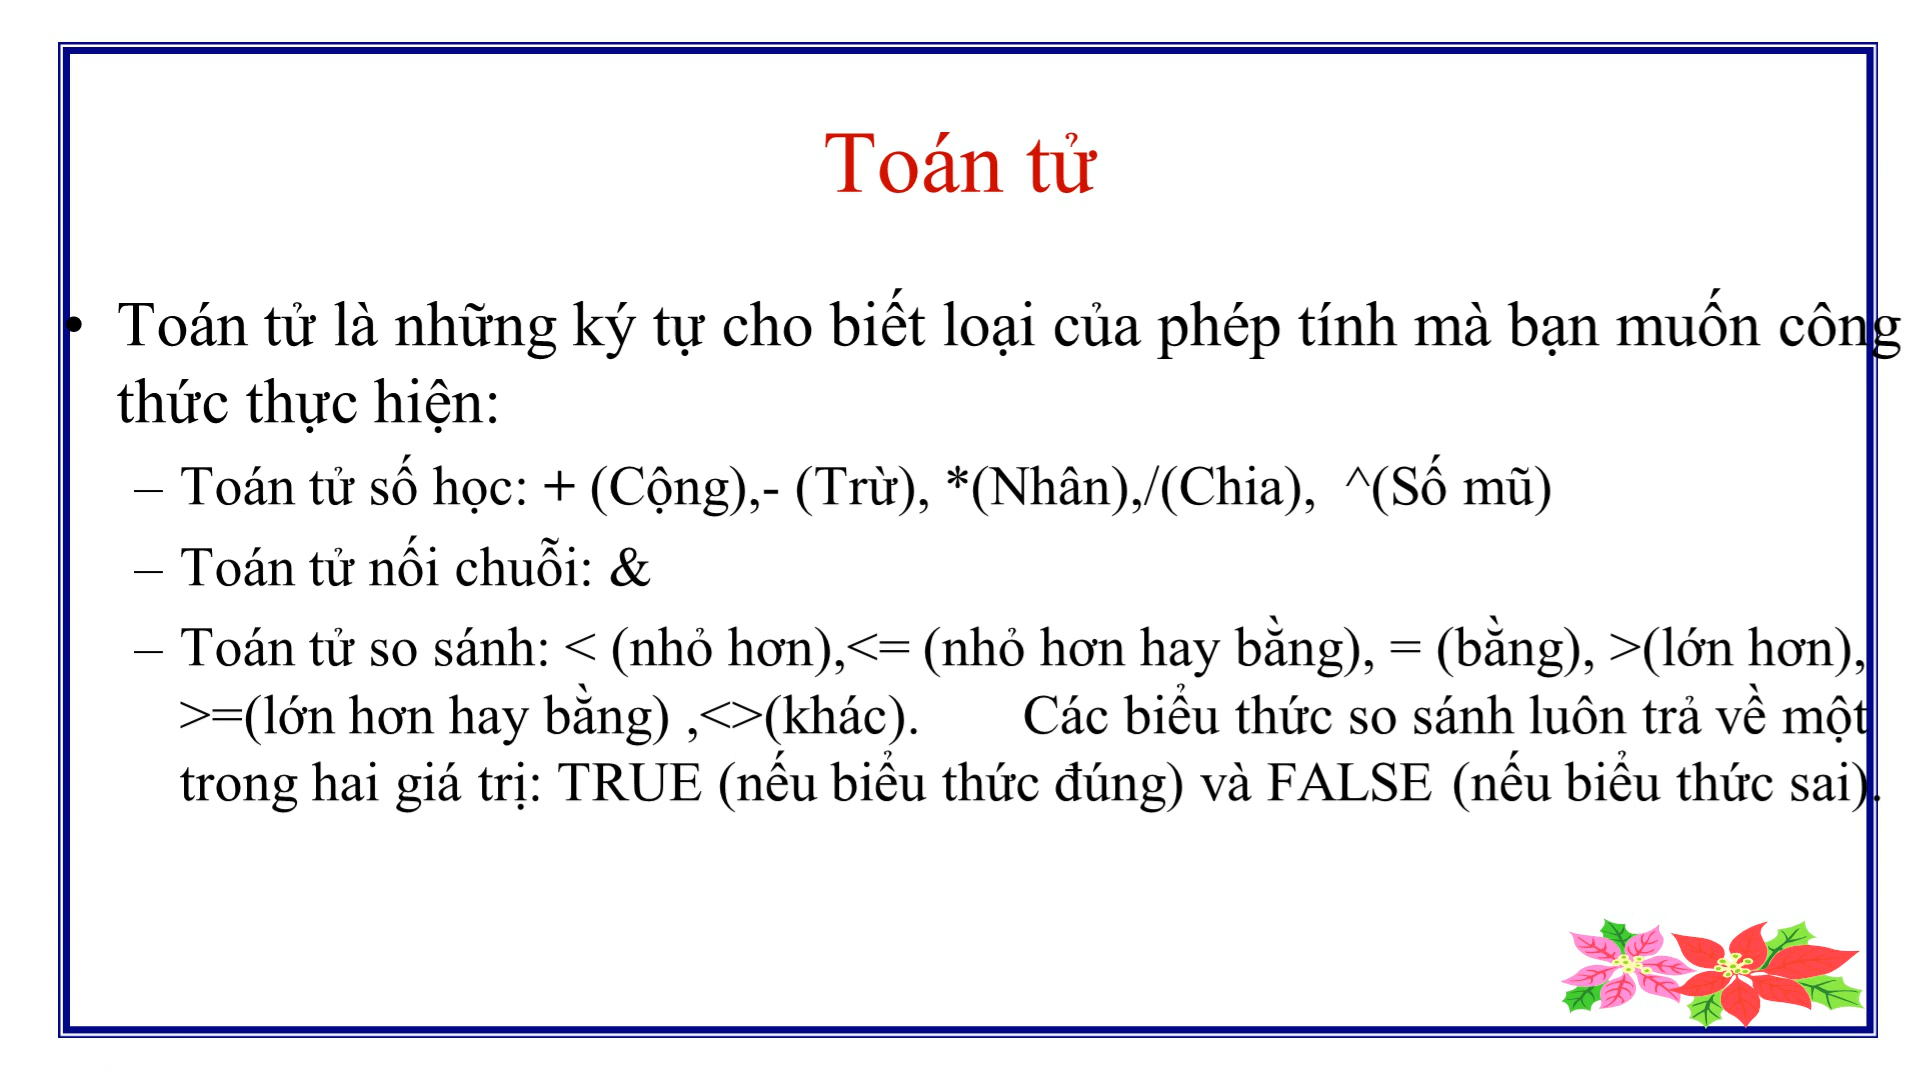 Toán tử
• Toán tử là những ký tự cho biết loại của phép tính mà bạn muốn công
thức thực hiện:
– Toán tử số học: + (Cộng),- (Trừ), *(Nhân),/(Chia),  ^(Số mũ)
– Toán tử nối chuỗi: &
– Toán tử so sánh: < (nhỏ hơn),<= (nhỏ hơn hay bằng), = (bằng), >(lớn hơn),
>=(lớn hơn hay bằng) ,<>(khác).      Các biểu thức so sánh luôn trả về một
trong hai giá trị: TRUE (nếu biểu thức đúng) và FALSE (nếu biểu thức sai).